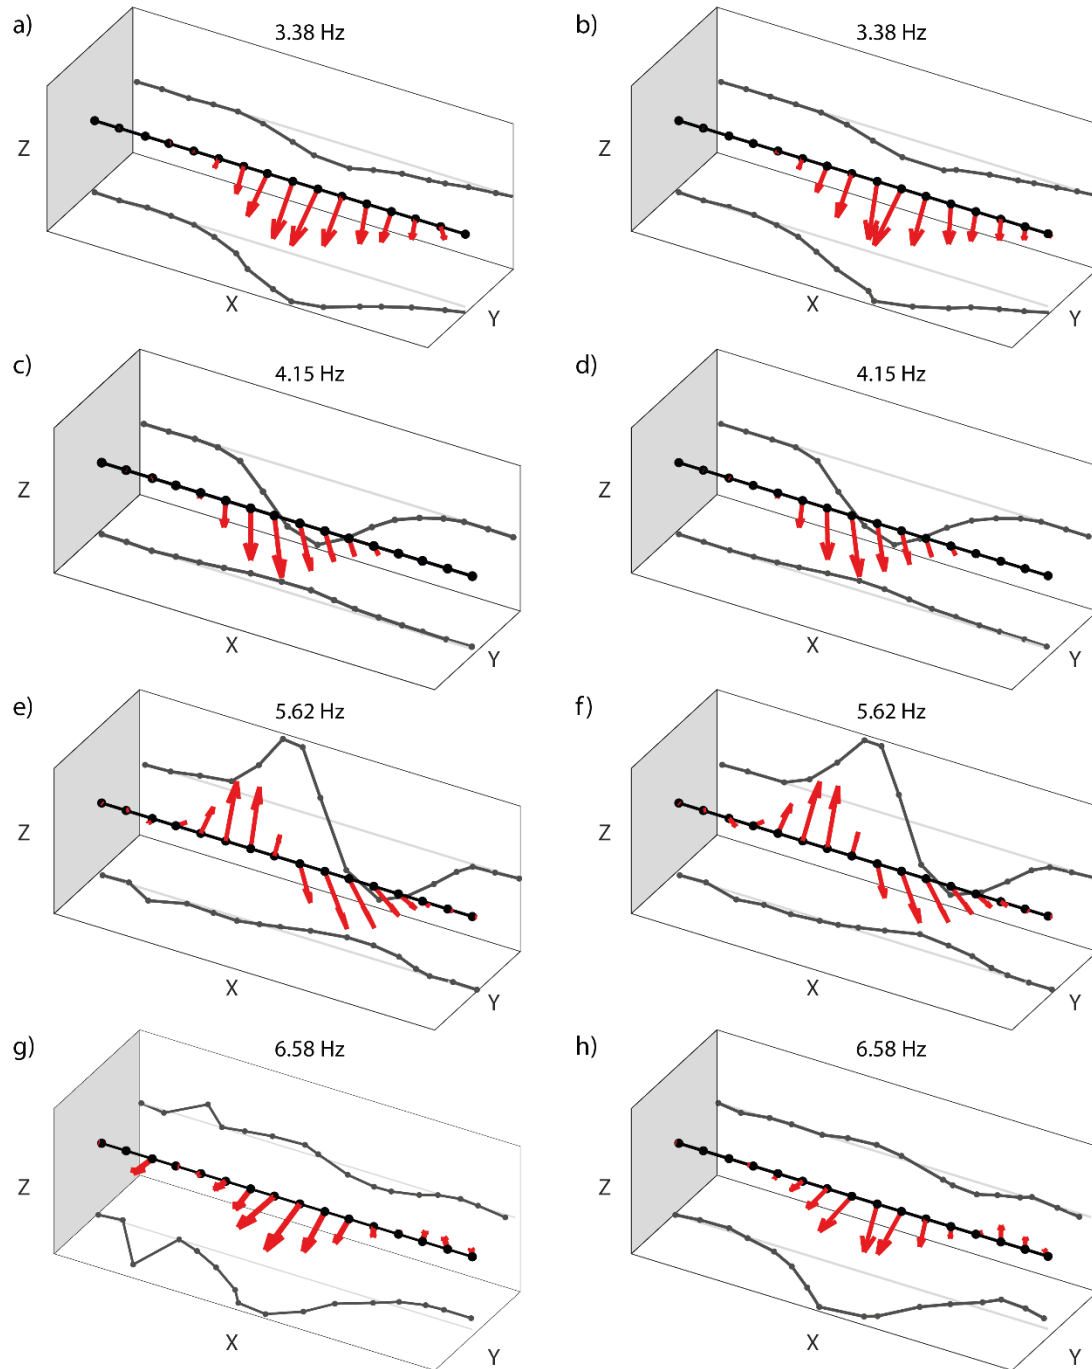 a) 3.38 Hz b) 3.38 Hz
Z Z
X Y X Y
c) 4.15 Hz d) 4.15 Hz
Z Z
X Y X Y
e) 5.62 Hz f) 5.62 Hz
Z Z
X Y X Y
g) 6.58 Hz h) 6.58 Hz
Z Z
X Y X Y